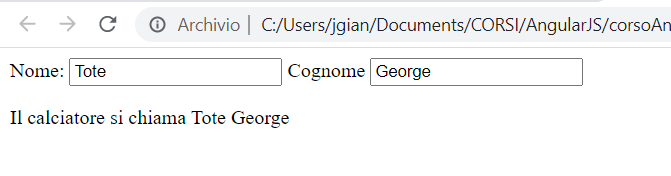 Archivio | C:/Users/jgian/Documents/CORSI/AngularJS/corsoAn
Nome: Tote Cognome George
Il calciatore si chiama Tote George